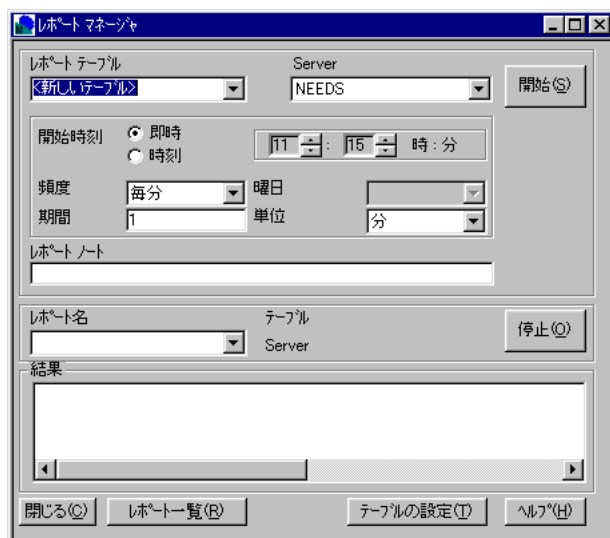 ﾚﾎﾟｰﾄ ﾏﾈｰｼﾞｬ
ﾚﾎﾟｰﾄ ﾃｰﾌﾞﾙ Server
<新しいﾃｰﾌﾞﾙ> NEEDS 開始(S)
開始時刻 即時 11 : 15 時 : 分
時刻
頻度 毎分 曜日
期間 1 単位 分
ﾚﾎﾟｰﾄ ﾉｰﾄ
ﾚﾎﾟｰﾄ名 ﾃｰﾌﾞﾙ 停止(O)
Server
結果
閉じる(C) ﾚﾎﾟｰﾄ一覧(R) ﾃｰﾌﾞﾙの設定(T) ﾍﾙﾌﾟ(H)